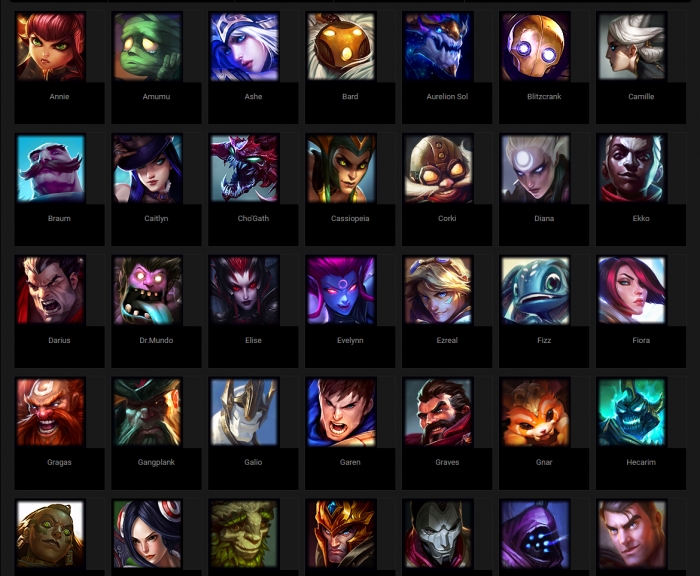 Annie
Amumu
Ashe
Bard
Aurelion Sol
Blitzcrank
Camille
Braum
Caitlyn
Cho'Gath
Cassiopeia
Corki
Diana
Ekko
Darius
Dr.Mundo
Elise
Evelynn
Ezreal
Fizz
Fiora
Gragas
Gangplank
Galio
Garen
Graves
Gnar
Hecarim